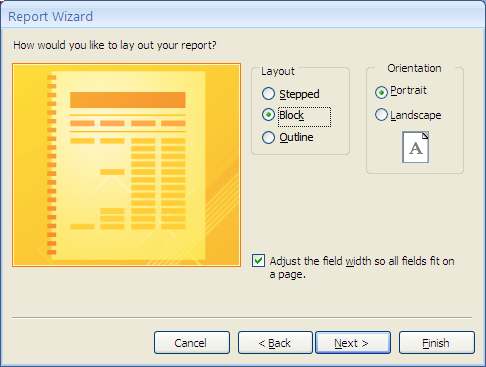 Report Wizard
How would you like to lay out your report?
Layout
Stepped
Block
Outline
Orientation
Portrait
Landscape
A
Adjust the field width so all fields fit on
a page.
Cancel
< Back
Next >
Finish